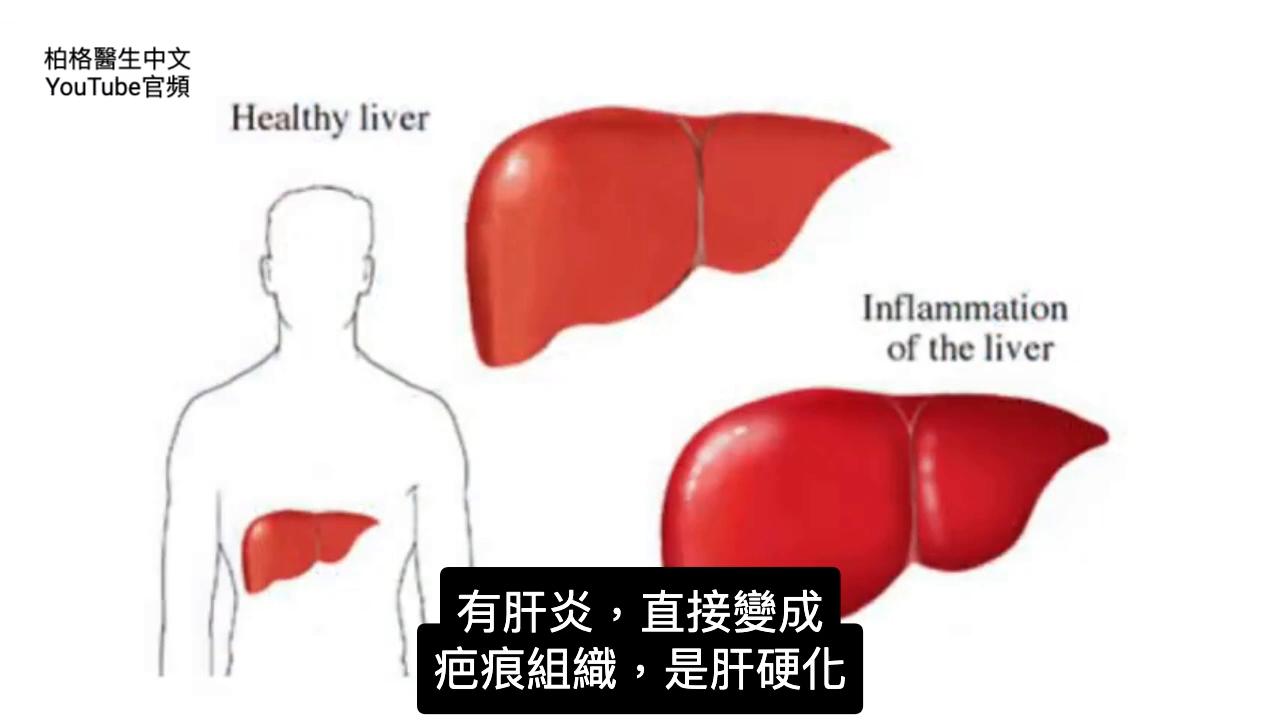 柏格醫生中文
YouTube官頻
Healthy liver
Inflammation
of the liver
有肝炎，直接變成
疤痕組織，是肝硬化